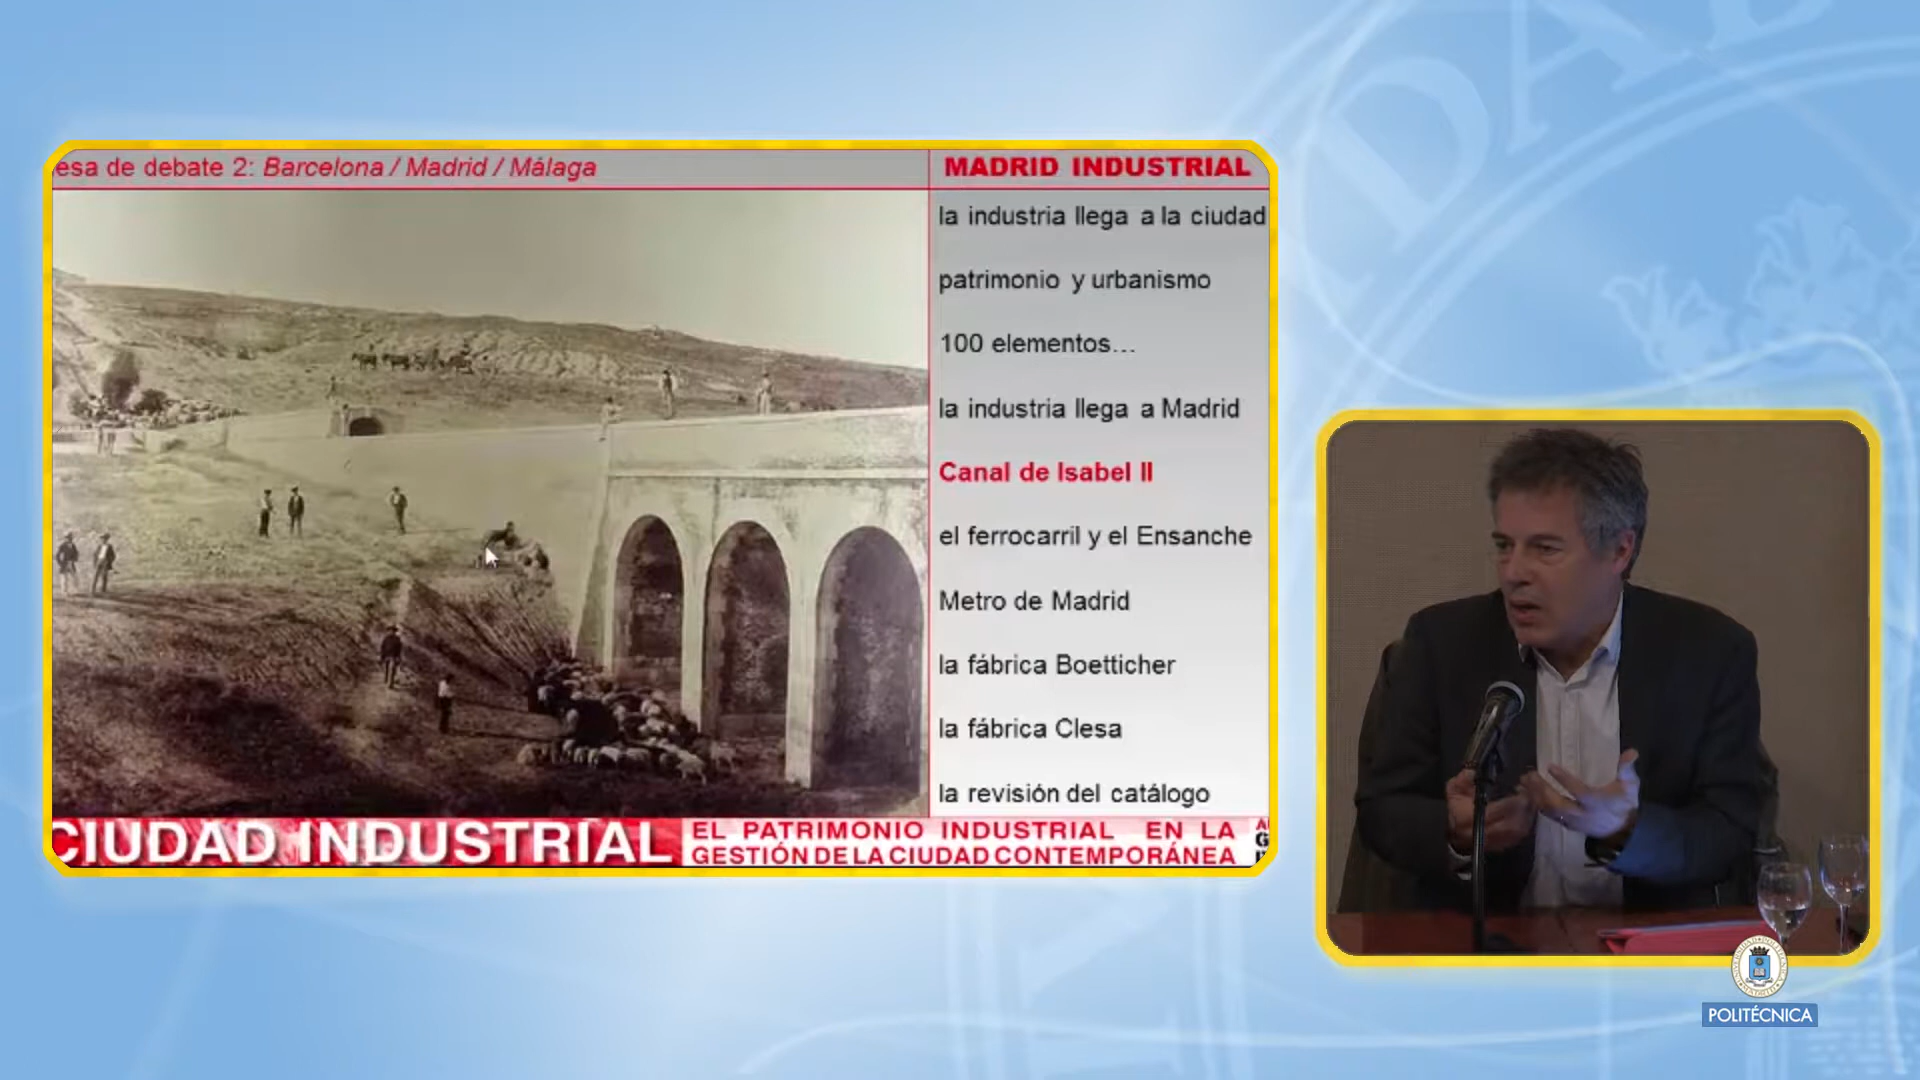 esa de debate 2: Barcelona / Madrid / Málaga
MADRID INDUSTRIAL
la industria llega a la ciudad
patrimonio y urbanismo
100 elementos...
la industria llega a Madrid
Canal de Isabel II
el ferrocarril y el Ensanche
Metro de Madrid
la fábrica Boetticher
la fábrica Clesa
la revisión del catálogo
CIUDAD INDUSTRIAL
EL PATRIMONIO INDUSTRIAL EN LA
GESTIÓN DE LA CIUDAD CONTEMPORÁNEA
POLITÉCNICA